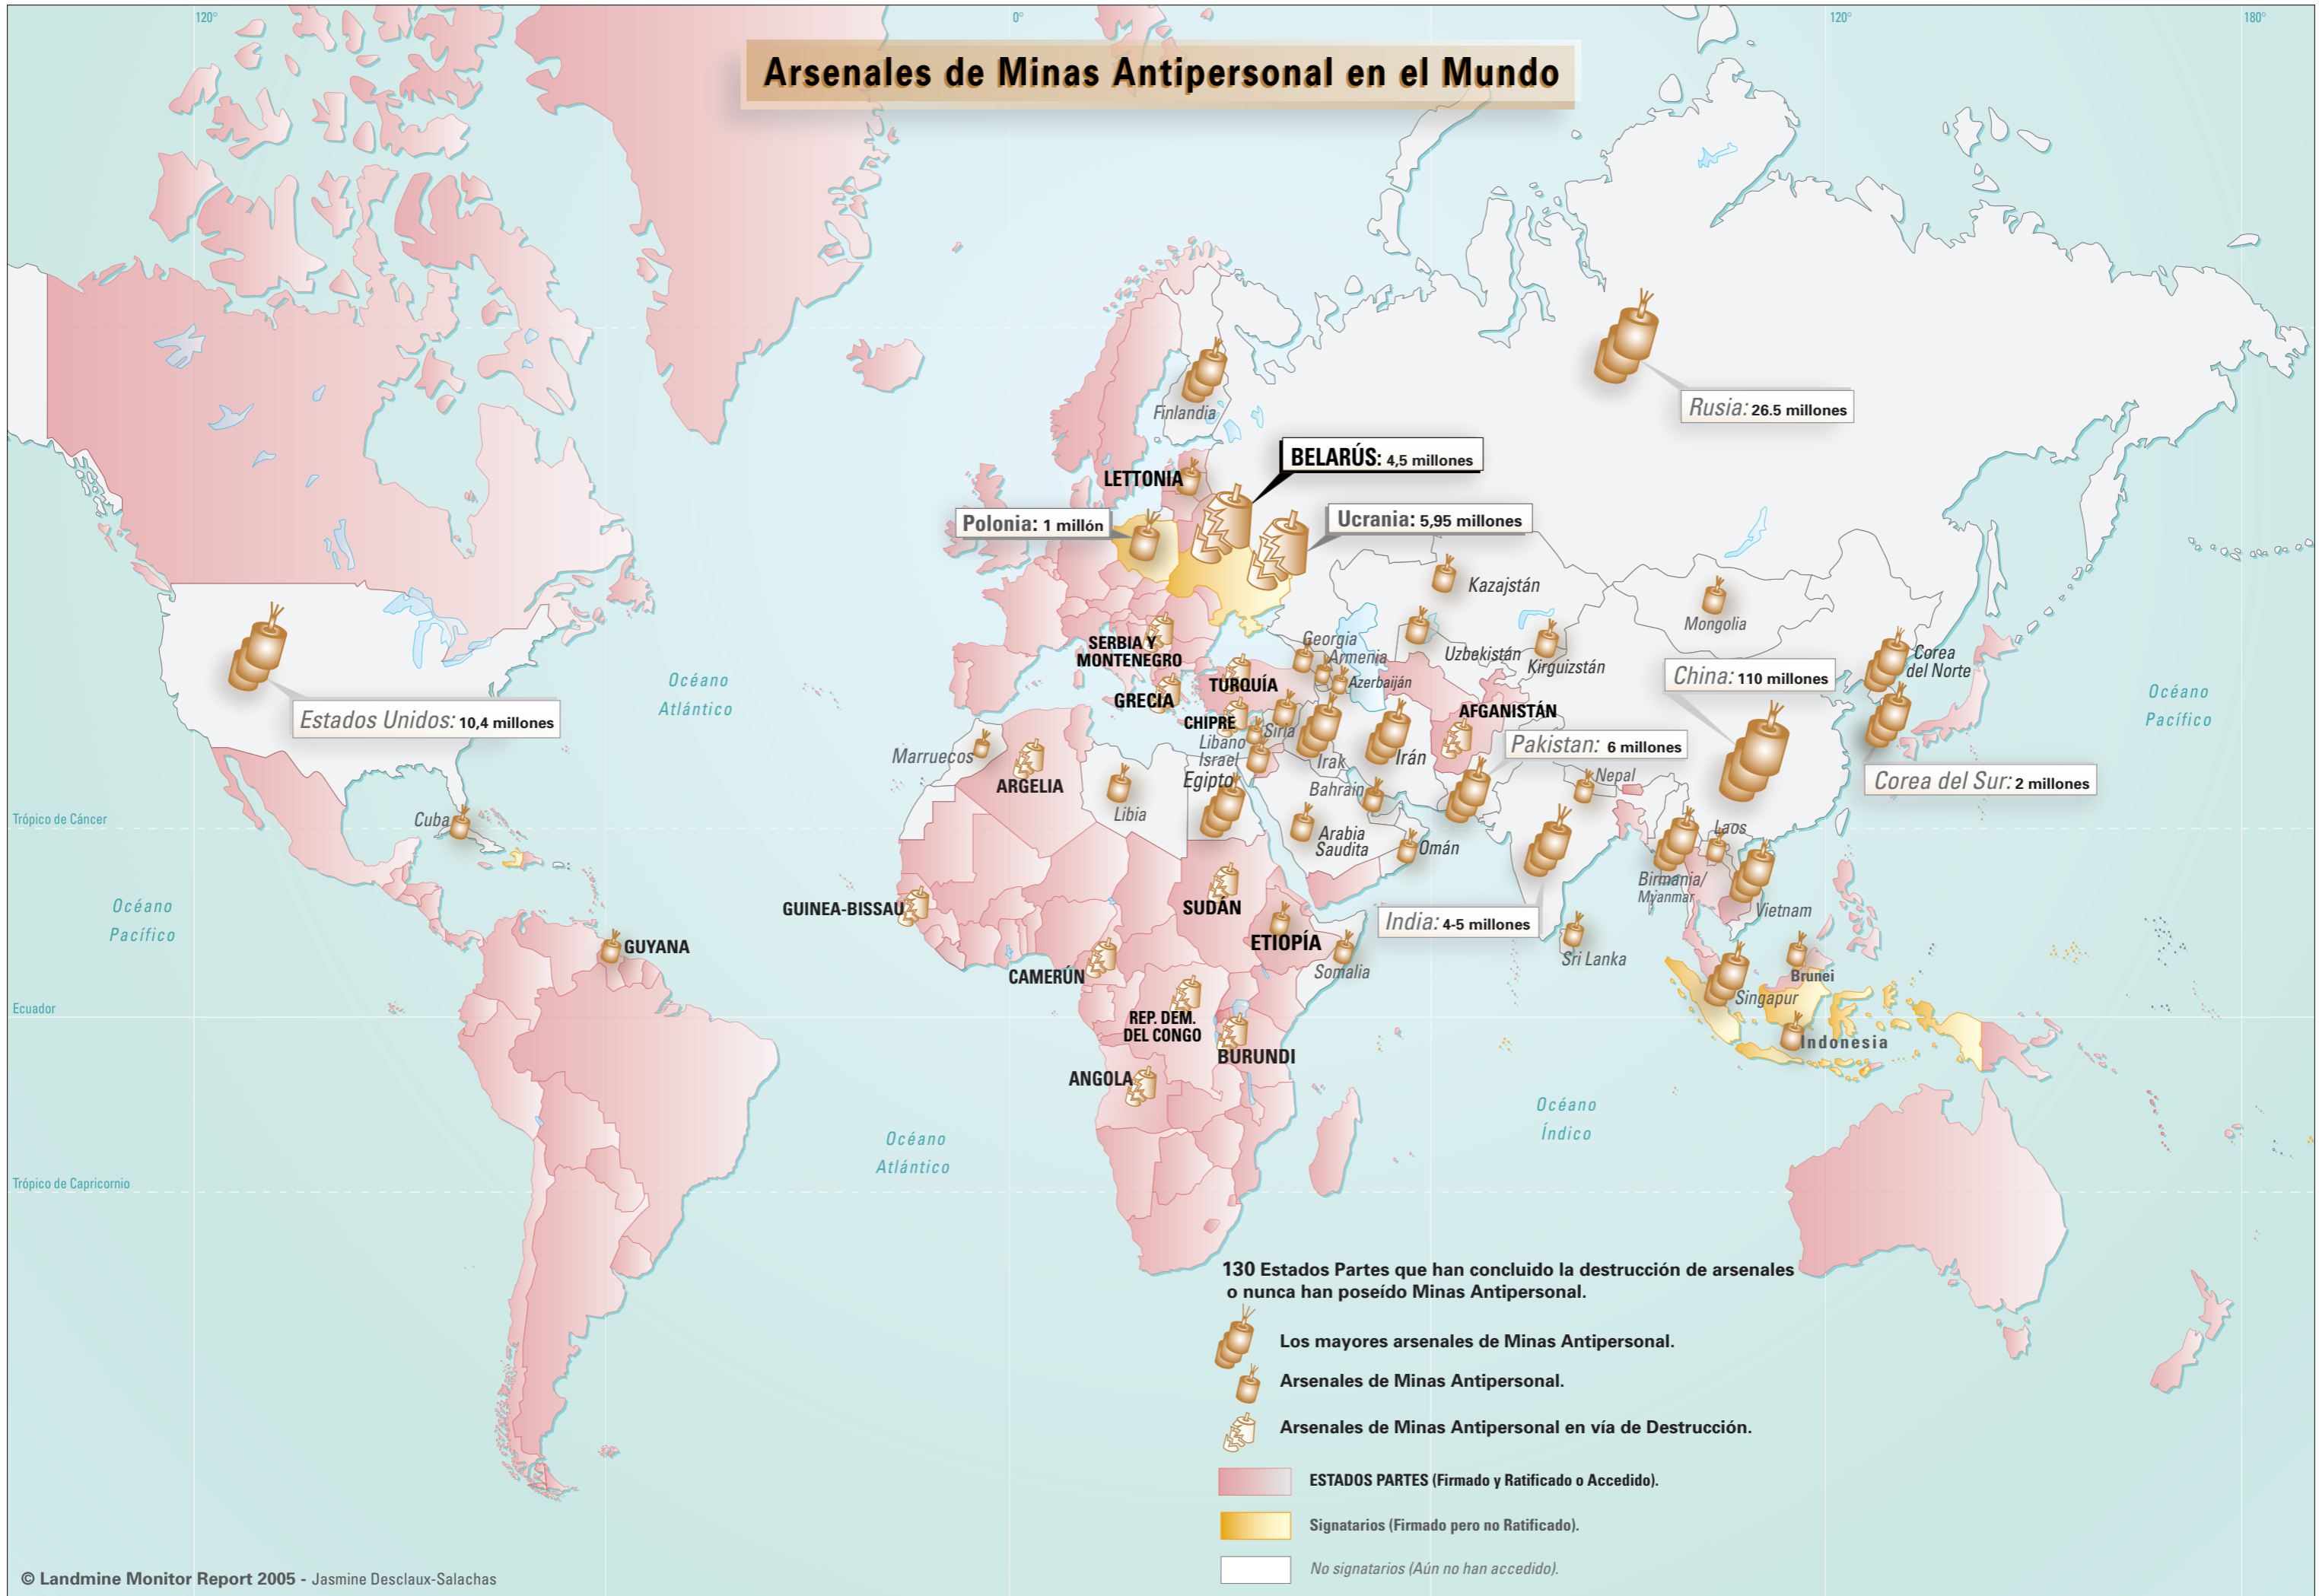 120°
0°
120°
180°
Arsenales de Minas Antipersonal en el Mundo
Rusia: 26.5 millones
Finlandia
BELARÚS: 4,5 millones
LETTONIA
Polonia: 1 millón
Ucrania: 5,95 millones
Kazajstán
Mongolia
Georgia
Armenia
Azerbaiján
Uzbekistán
Kirguizstán
SERBIA Y
MONTENEGRO
Corea
del Norte
China: 110 millones
Océano
Atlántico
TURQUÍA
GRECIA
AFGANISTÁN
Océano
Pacífico
Estados Unidos: 10,4 millones
CHIPRE
Siria
Libano
Israel
Irak
Irán
Pakistan: 6 millones
Marruecos
ARGELIA
Egipto
Bahrain
Nepal
Corea del Sur: 2 millones
Libia
Cuba
Trópico de Cáncer
Arabia
Saudita
Omán
Laos
Birmania/
Myanmar
Vietnam
Océano
Pacífico
GUINEA-BISSAU
SUDÁN
India: 4-5 millones
GUYANA
ETIOPÍA
Somalia
Sri Lanka
CAMERÚN
Brunei
Singapur
Ecuador
REP. DEM.
DEL CONGO
BURUNDI
Indonesia
ANGOLA
Océano
Índico
Océano
Atlántico
Trópico de Capricornio
130 Estados Partes que han concluido la destrucción de arsenales
o nunca han poseído Minas Antipersonal.
Los mayores arsenales de Minas Antipersonal.
Arsenales de Minas Antipersonal.
Arsenales de Minas Antipersonal en vía de Destrucción.
ESTADOS PARTES (Firmado y Ratificado o Accedido).
Signatarios (Firmado pero no Ratificado).
No signatarios (Aún no han accedido).
© Landmine Monitor Report 2005 - Jasmine Desclaux-Salachas